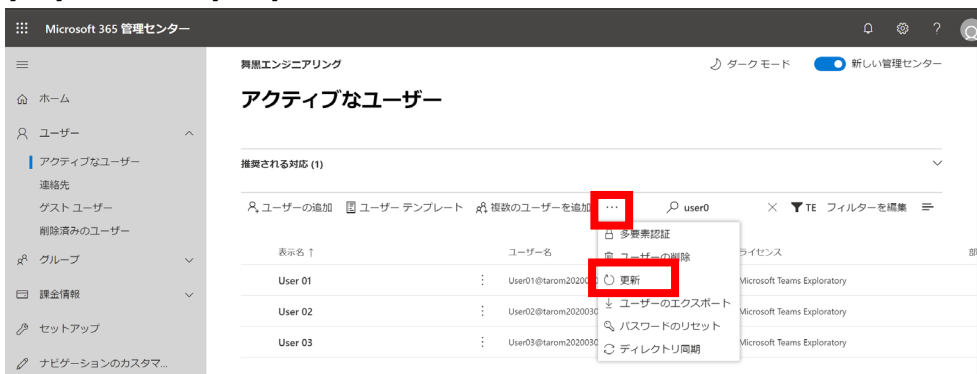 Microsoft 365 管理センター
?
舞黒エンジニアリング
ダーク モード
新しい管理センター
ホーム
アクティブなユーザー
ユーザー
アクティブなユーザー
推奨される対応 (1)
連絡先
ゲスト ユーザー
ユーザーの追加 ユーザー テンプレート 複数のユーザーを追加 ··· user0 × TE フィルターを編集
削除済みのユーザー
多要素認証
グループ
表示名 ↑ ユーザー名 ユーザーの削除 ライセンス 部
User 01 User01@tarom202003 更新 Microsoft Teams Exploratory
課金情報
ユーザーのエクスポート
User 02 User02@tarom2020030 Microsoft Teams Exploratory
セットアップ
パスワードのリセット
User 03 User03@tarom202003 Microsoft Teams Exploratory
ディレクトリ同期
ナビゲーションのカスタマ...